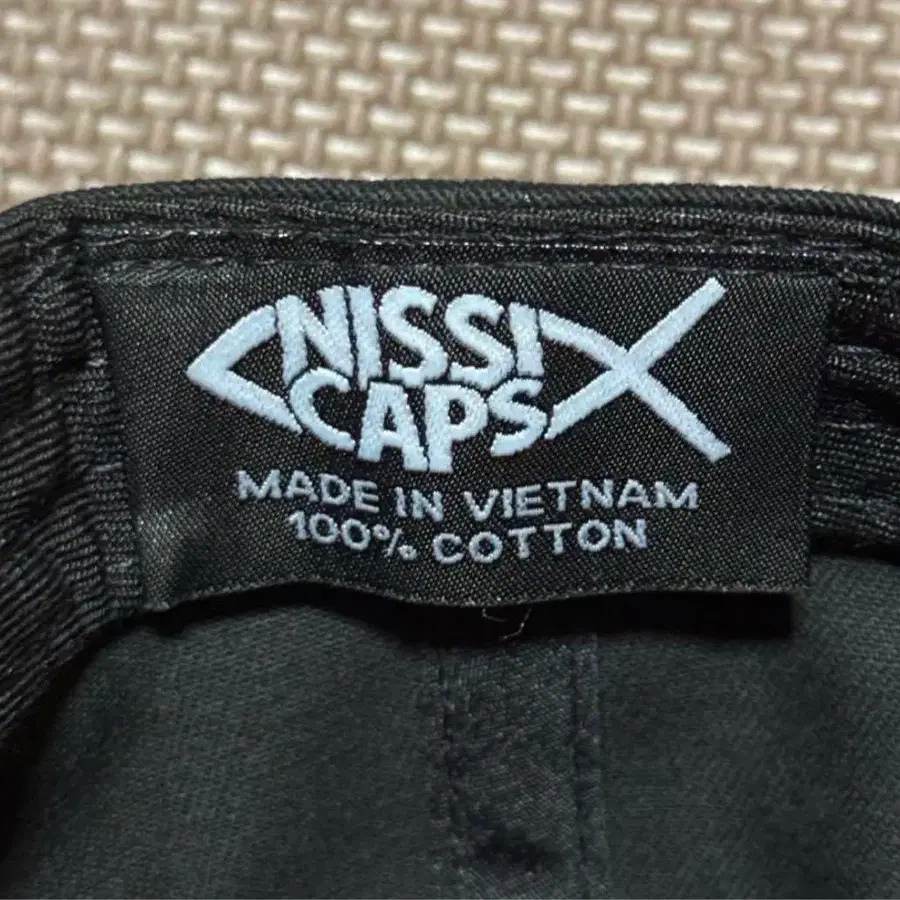 NISSI
CAPS
MADE IN VIETNAM
100% COTTON